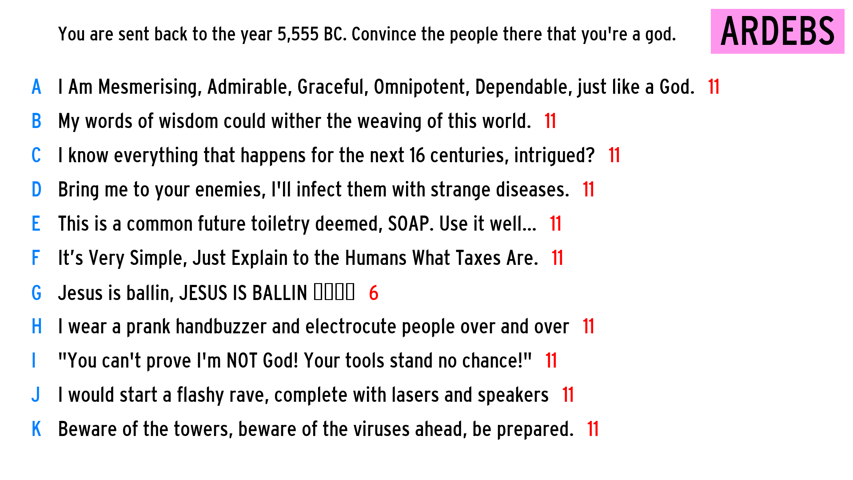 You are sent back to the year 5,555 BC. Convince the people there that you're a god.
ARDEBS
A I Am Mesmerising, Admirable, Graceful, Omnipotent, Dependable, just like a God. 11
B My words of wisdom could wither the weaving of this world. 11
C I know everything that happens for the next 16 centuries, intrigued? 11
D Bring me to your enemies, I'll infect them with strange diseases. 11
E This is a common future toiletry deemed, SOAP. Use it well... 11
F It’s Very Simple, Just Explain to the Humans What Taxes Are. 11
G Jesus is ballin, JESUS IS BALLIN 6
H I wear a prank handbuzzer and electrocute people over and over 11
I "You can't prove I'm NOT God! Your tools stand no chance!" 11
J I would start a flashy rave, complete with lasers and speakers 11
K Beware of the towers, beware of the viruses ahead, be prepared. 11